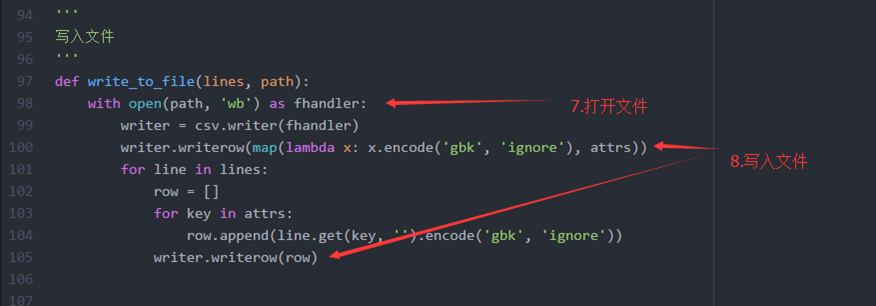 94 '''
95 写入文件
96 '''
97 def write_to_file(lines, path):
98     with open(path, 'wb') as fhandler:
7.打开文件
99         writer = csv.writer(fhandler)
100         writer.writerow(map(lambda x: x.encode('gbk', 'ignore'), attrs))
8.写入文件
101         for line in lines:
102             row = []
103             for key in attrs:
104                 row.append(line.get(key, '').encode('gbk', 'ignore'))
105             writer.writerow(row)
106
107